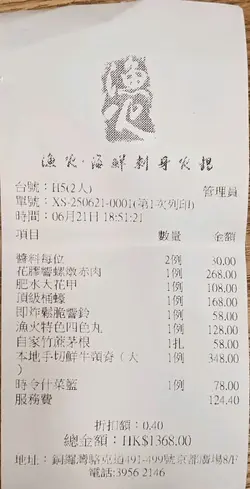 漁火
漁火·海鮮刺身火鍋
台號：H5(2人) 管理員
單號：XS-250621-0001(第1次列印)
時間：06月21日 18:51:21
項目 數量 金額
醬料每位 2例 30.00
花膠響螺燉赤肉 1例 268.00
肥水大花甲 1例 108.00
頂級桶蠔 1例 168.00
即炸鬆脆響鈴 1例 58.00
漁火特色四色丸 1例 128.00
自家竹蔗茅根 1扎 58.00
本地手切鮮牛頸脊（大 1例 348.00
）
時令什菜籃 1例 78.00
服務費 124.40
折扣額：0.40
總金額：HK$1368.00
地址：銅鑼灣駱克道491-499號京都廣場8/F
電話:3956 2146